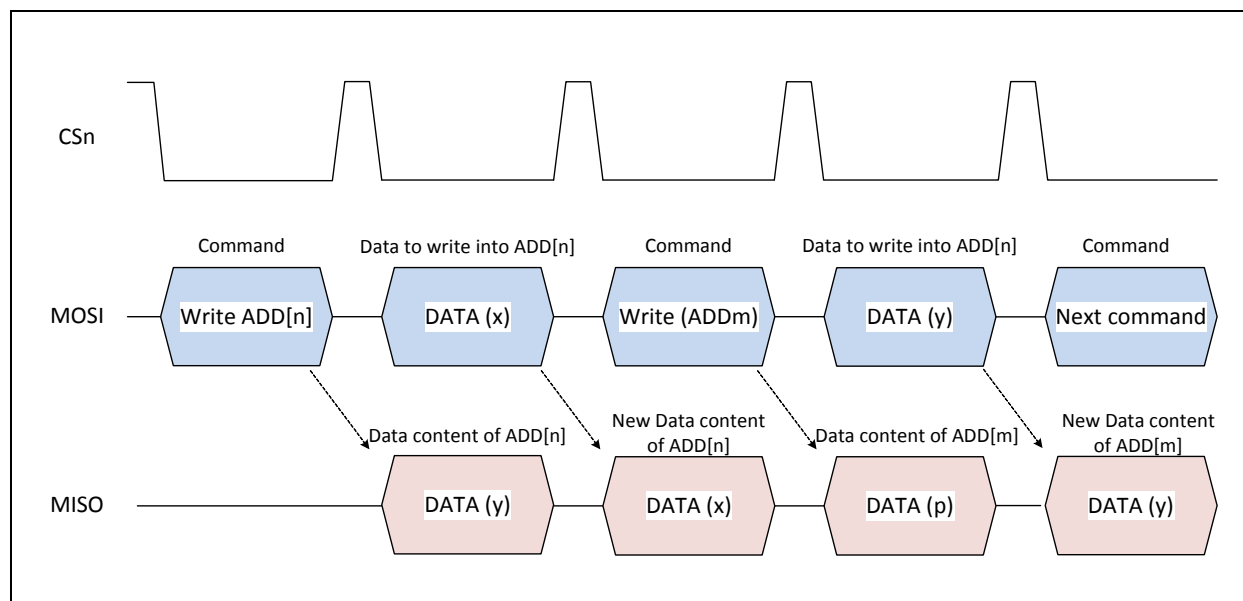 CSn
Command
Data to write into ADD[n]
Command
Data to write into ADD[n]
Command
MOSI
Write ADD[n]
DATA (x)
Write (ADDm)
DATA (y)
Next command
Data content of ADD[n]
New Data content
of ADD[n]
Data content of ADD[m]
New Data content
of ADD[m]
MISO
DATA (y)
DATA (x)
DATA (p)
DATA (y)